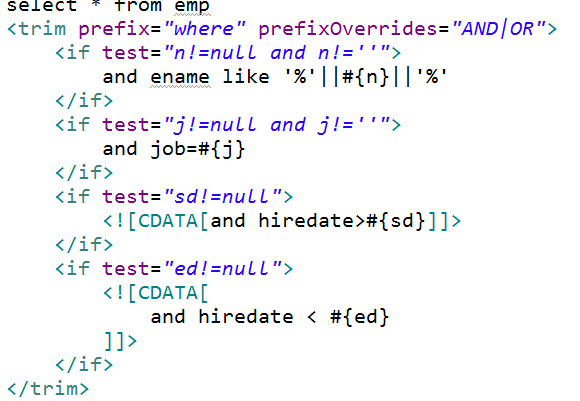 select * from emp
<trim prefix="where" prefixOverrides="AND|OR">
<if test="n!=null and n!=''">
and ename like '%'||#{n}||'%'
</if>
<if test="j!=null and j!=''">
and job=#{j}
</if>
<if test="sd!=null">
<![CDATA[and hiredate>#{sd}]]>
</if>
<if test="ed!=null">
<![CDATA[
and hiredate < #{ed}
]]>
</if>
</trim>